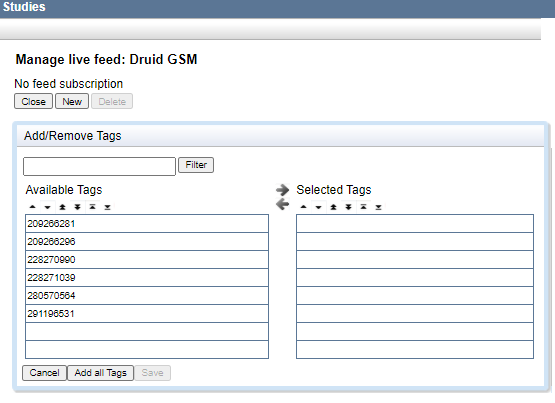 Studies
Manage live feed: Druid GSM
No feed subscription
Close New Delete
Add/Remove Tags
Filter
Available Tags Selected Tags
209266281
209266296
228270990
228271039
280570564
291196531
Cancel Add all Tags Save